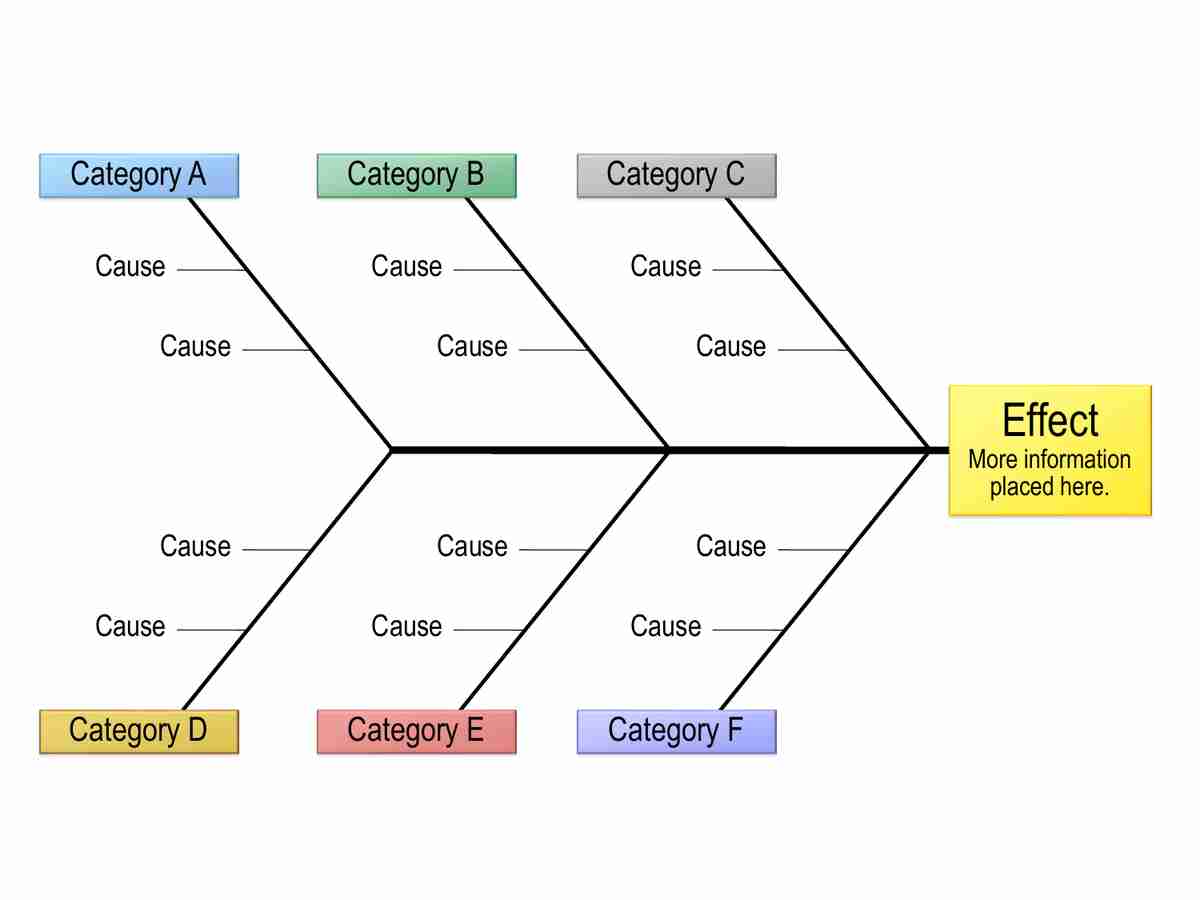 Category A
Category B
Category C
Cause
Cause
Cause
Cause
Cause
Cause
Effect
More information
placed here.
Cause
Cause
Cause
Cause
Cause
Cause
Category D
Category E
Category F